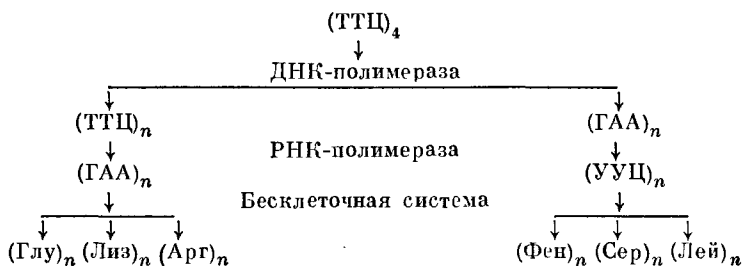 (ТТЦ)₄
ДНК-полимераза
(ТТЦ)ₙ (ГАА)ₙ
РНК-полимераза
(ГАА)ₙ (УУЦ)ₙ
Бесклеточная система
(Глу)ₙ (Лиз)ₙ (Арг)ₙ (Фен)ₙ (Сер)ₙ (Лей)ₙ